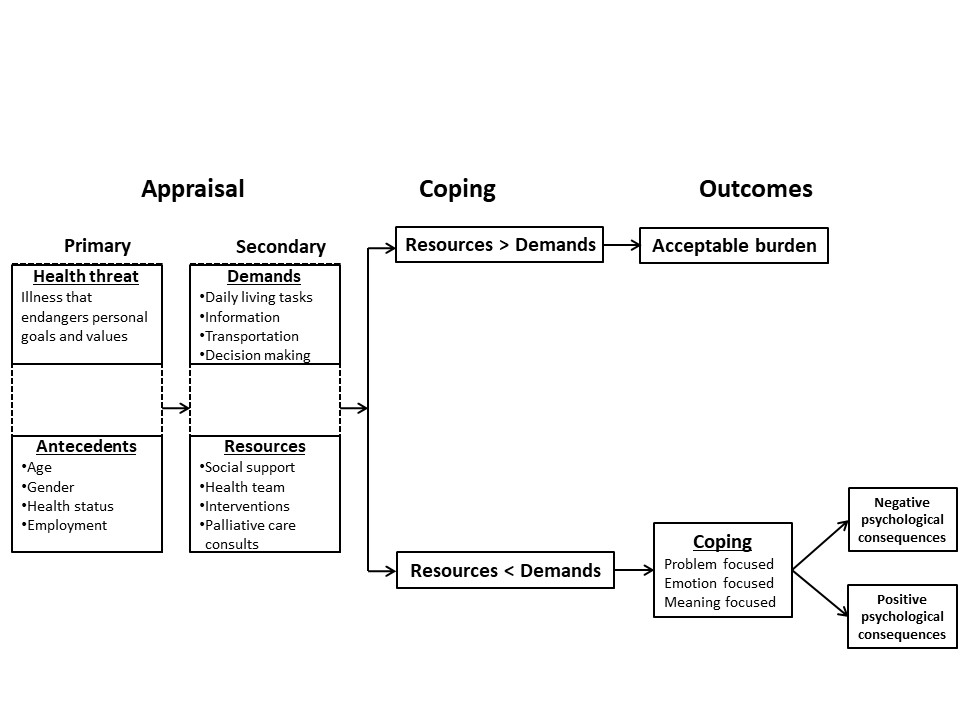 Appraisal
Coping
Outcomes
Primary
Secondary
Health threat
Illness that
endangers personal
goals and values
Antecedents
•Age
•Gender
•Health status
•Employment
Demands
•Daily living tasks
•Information
•Transportation
•Decision making
Resources
•Social support
•Health team
•Interventions
•Palliative care
consults
Resources > Demands
Acceptable burden
Resources < Demands
Coping
Problem focused
Emotion focused
Meaning focused
Negative
psychological
consequences
Positive
psychological
consequences